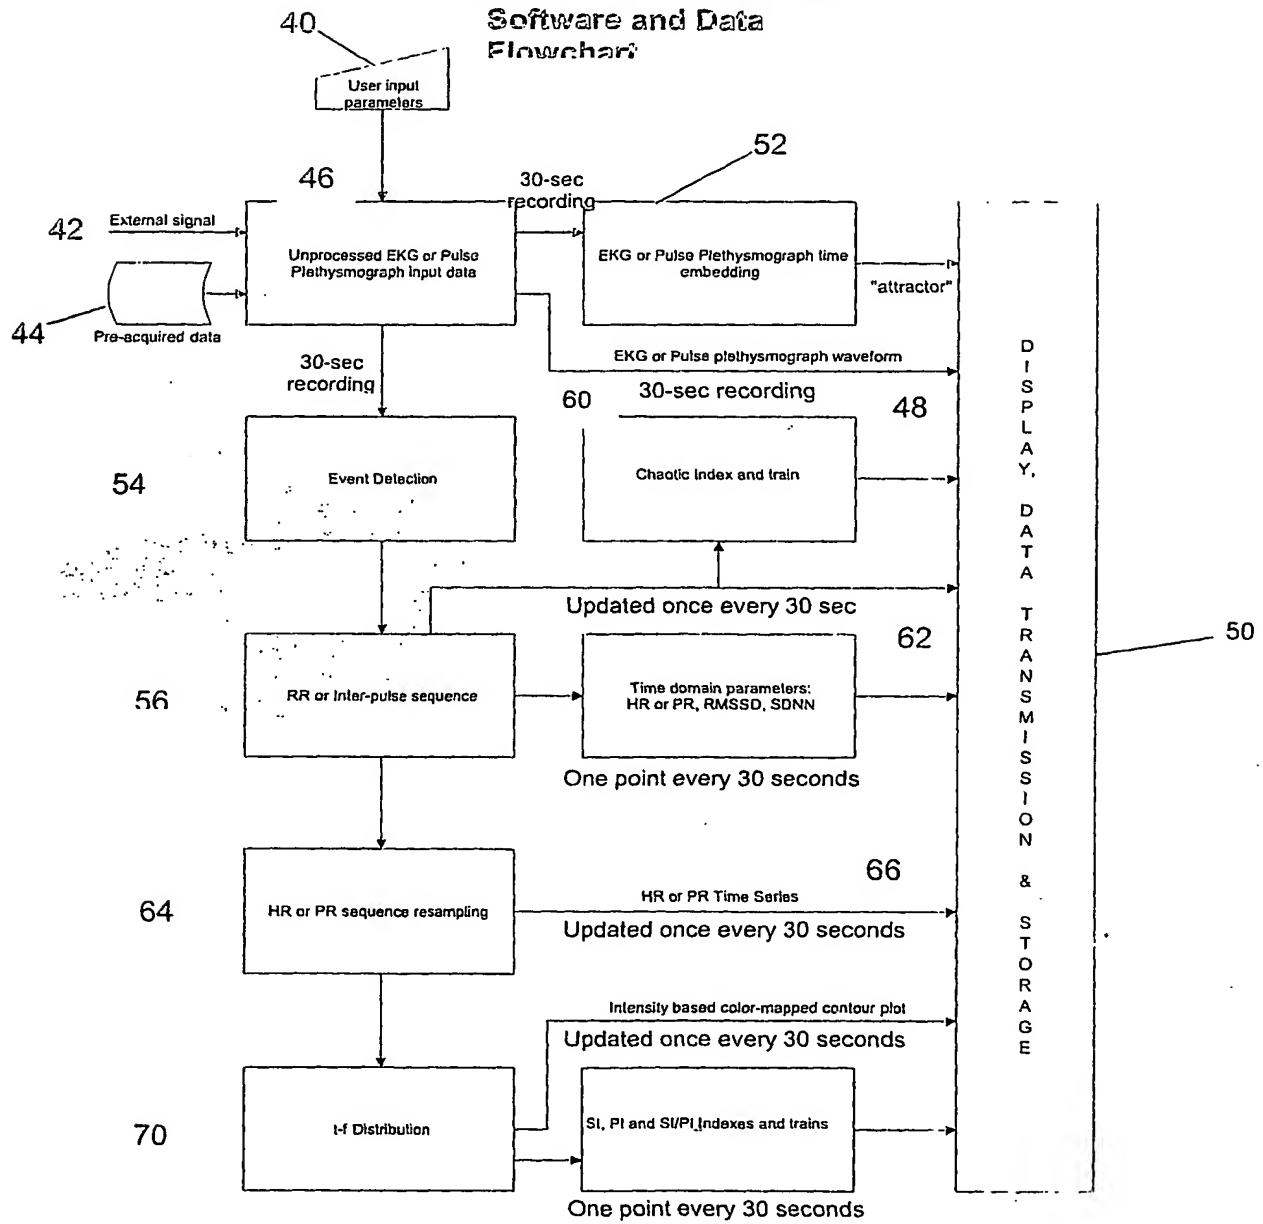 Software and Data
Flowchart
40
User input
parameters
52
46
30-sec
recording
42
External signal
Unprocessed EKG or Pulse
Plethysmograph input data
EKG or Pulse Plethysmograph time
embedding
"attractor"
44
Pre-acquired data
30-sec
recording
EKG or Pulse plethysmograph waveform
30-sec recording
60
48
54
Event Detection
Chaotic Index and train
Updated once every 30 sec
62
50
56
RR or Inter-pulse sequence
Time domain parameters:
HR or PR, RMSSD, SDNN
One point every 30 seconds
66
64
HR or PR sequence resampling
HR or PR Time Series
Updated once every 30 seconds
Intensity based color-mapped contour plot
Updated once every 30 seconds
70
t-f Distribution
SI, PI and SI/PI Indexes and trains
One point every 30 seconds
DISPLAY, DATA TRANSMISSION & STORAGE